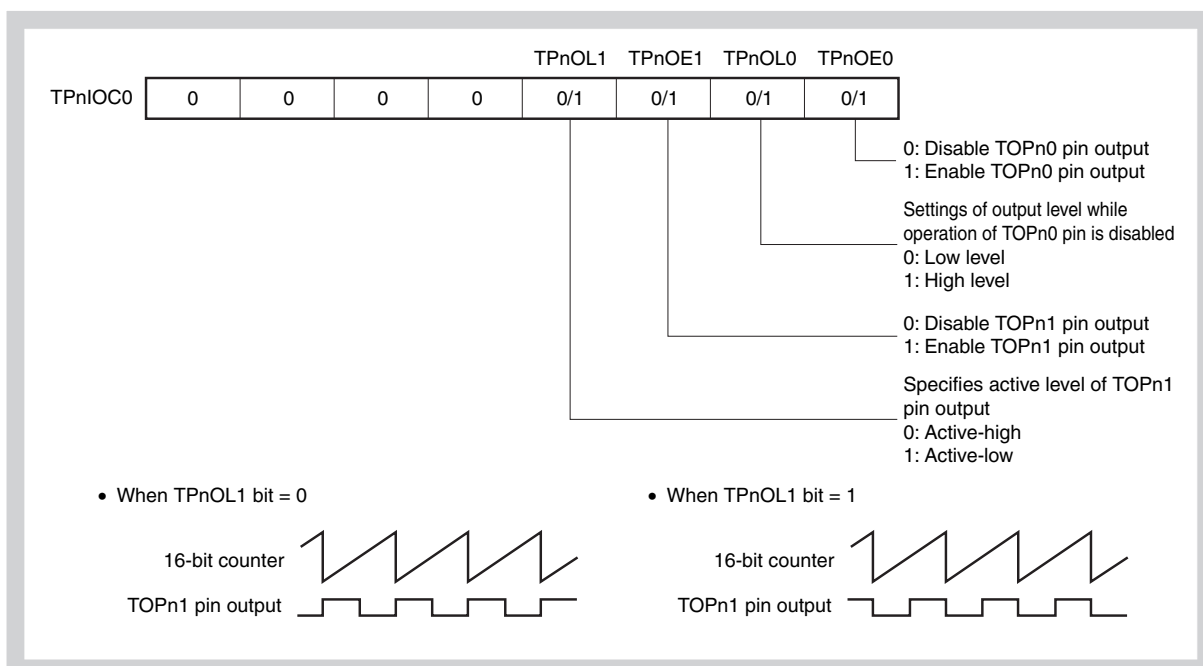 TPnOL1 TPnOE1 TPnOL0 TPnOE0
TPnIOC0 0 0 0 0 0/1 0/1 0/1 0/1
0: Disable TOPn0 pin output
1: Enable TOPn0 pin output
Settings of output level while
operation of TOPn0 pin is disabled
0: Low level
1: High level
0: Disable TOPn1 pin output
1: Enable TOPn1 pin output
Specifies active level of TOPn1
pin output
0: Active-high
1: Active-low
• When TPnOL1 bit = 0
16-bit counter
TOPn1 pin output
• When TPnOL1 bit = 1
16-bit counter
TOPn1 pin output